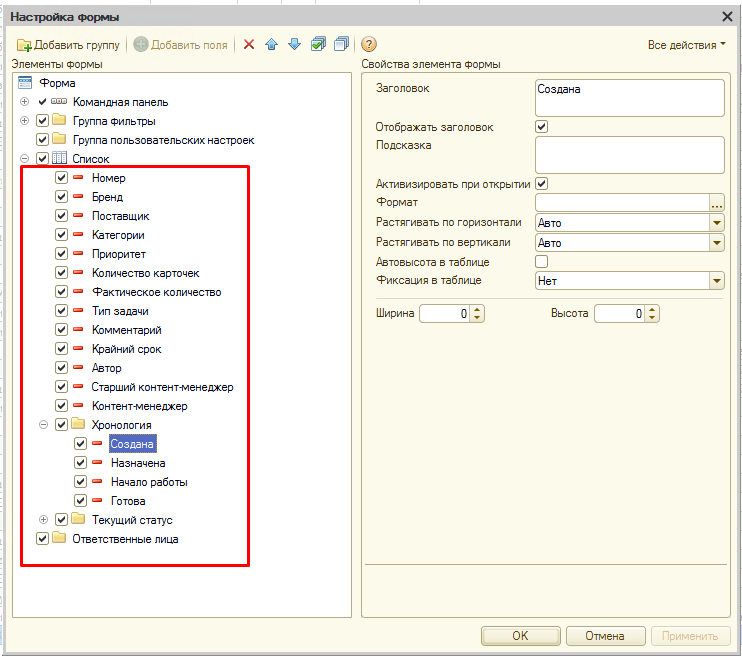 Настройка формы
Добавить группу
Добавить поля
Все действия
Элементы формы
Форма
Командная панель
Группа фильтры
Группа пользовательских настроек
Список
Номер
Бренд
Поставщик
Категории
Приоритет
Количество карточек
Фактическое количество
Тип задачи
Комментарий
Крайний срок
Автор
Старший контент-менеджер
Контент-менеджер
Хронология
Создана
Назначена
Начало работы
Готова
Текущий статус
Ответственные лица
Свойства элемента формы
Заголовок Создана
Отображать заголовок
Подсказка
Активизировать при открытии
Формат ...
Растягивать по горизонтали Авто
Растягивать по вертикали Авто
Автовысота в таблице
Фиксация в таблице Нет
Ширина 0 Высота 0
OK Отмена Применить